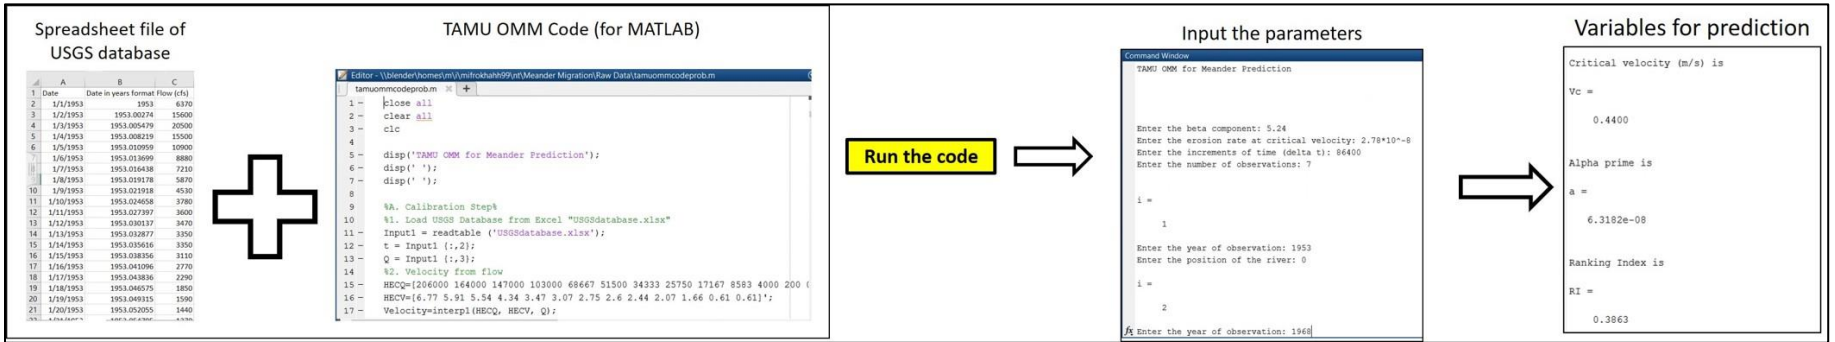 Spreadsheet file of
USGS database
A B C
1 Date Date in years format Flow (cfs)
2 1/1/1953 1953 6370
3 1/2/1953 1953.00274 15600
4 1/3/1953 1953.005479 20500
5 1/4/1953 1953.008219 15500
6 1/5/1953 1953.010959 10900
7 1/6/1953 1953.013699 8880
8 1/7/1953 1953.016438 7210
1/8/1953 1953.019178 5870
10 1/9/1953 1953.021918 4530
11 1/10/1953 1953.024658 3780
12 1/11/1953 1953.027397 3600
13 1/12/1953 1953.030137 3470
14 1/13/1953 1953.032877 3350
15 1/14/1953 1953.035616 3350
16 1/15/1953 1953.038356 3110
17 1/16/1953 1953.041096 2770
18 1/17/1953 1953.043836 2290
19 1/18/1953 1953.046575 1850
20 1/19/1953 1953.049315 1590
21 1/20/1953 1953.052055 1440
TAMU OMM Code (for MATLAB)
Editor - \\blender\homes\m\j\mifrokhahh99\nt\Meander Migration\Raw Data\tamuommcodeprob.m
tamuommcodeprob.m × +
1 - close all
2 - clear all
3 - clc
4
5 - disp('TAMU OMM for Meander Prediction');
6 - disp(' ');
7 - disp(' ');
8
9 %A. Calibration Step%
10 %1. Load USGS Database from Excel "USGSdatabase.xlsx"
11 - Input1 = readtable ('USGSdatabase.xlsx');
12 - t = Input1 {:,2};
13 - Q = Input1 {:,3};
14 %2. Velocity from flow
15 - HECQ=[206000 164000 147000 103000 68667 51500 34333 25750 17167 8583 4000 200
16 - HECV=[6.77 5.91 5.54 4.34 3.47 3.07 2.75 2.6 2.44 2.07 1.66 0.61 0.61]';
17 - Velocity=interp1(HECQ, HECV, Q);
Run the code
Input the parameters
Command Window
TAMU OMM for Meander Prediction
Enter the beta component: 5.24
Enter the erosion rate at critical velocity: 2.78*10^-8
Enter the increments of time (delta t): 86400
Enter the number of observations: 7
i =
1
Enter the year of observation: 1953
Enter the position of the river: 0
i =
2
fx Enter the year of observation: 1968
Variables for prediction
Critical velocity (m/s) is
Vc =
0.4400
Alpha prime is
a =
6.3182e-08
Ranking Index is
RI =
0.3863